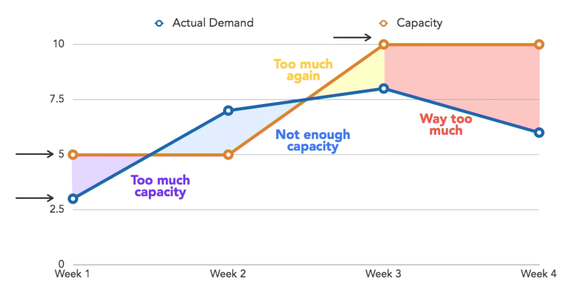 Actual Demand
Capacity
10
7.5
5
2.5
0
Too much
again
Not enough
capacity
Way too
much
Too much
capacity
Week 1
Week 2
Week 3
Week 4